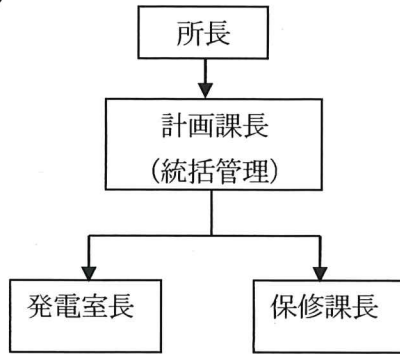 所長
計画課長
(統括管理)
発電室長
保修課長